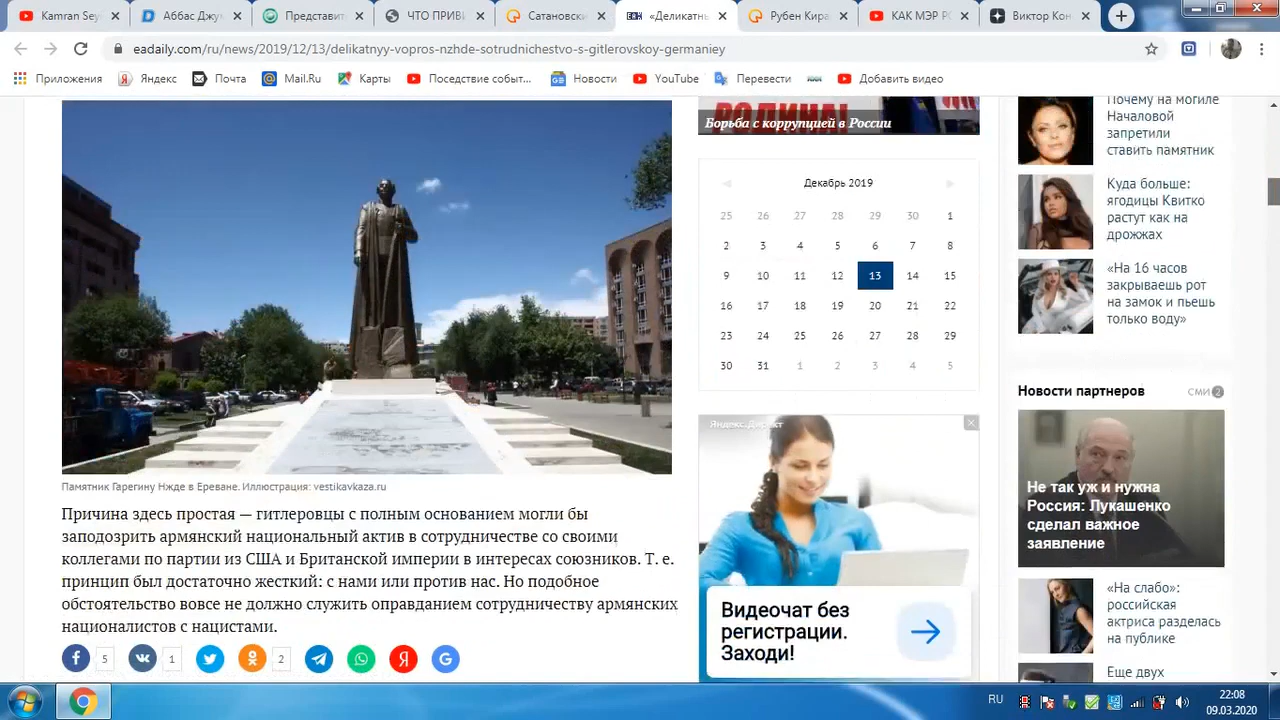 Kamran Sey
Аббас Джу
Представит
ЧТО ПРИВ
Сатановс
«Деликатн
Рубен Кира
КАК МЭР Р
Виктор Кон
eadaily.com/ru/news/2019/12/13/delikatnyy-vopros-nzhde-sotrudnichestvo-s-gitlerovskoy-germaniey
Приложения
Яндекс
Почта
Mail.Ru
Карты
Посдествие событ...
Новости
YouTube
Перевести
Добавить видео
Борьба с коррупцией в России
Декабрь 2019
25 26 27 28 29 30 1
2 3 4 5 6 7 8
9 10 11 12 13 14 15
16 17 18 19 20 21 22
23 24 25 26 27 28 29
30 31 1 2 3 4 5
Памятник Гарегину Нжде в Ереване. Иллюстрация: vestikavkaza.ru
Причина здесь простая — гитлеровцы с полным основанием могли бы
заподозрить армянский национальный актив в сотрудничестве со своими
коллегами по партии из США и Британской империи в интересах союзников. Т. е.
принцип был достаточно жесткий: с нами или против нас. Но подобное
обстоятельство вовсе не должно служить оправданием сотрудничеству армянских
националистов с нацистами.
5
1
2
Яндекс.Директ
Видеочат без
регистрации.
Заходи!
Почему на могиле
Началовой
запретили
ставить памятник
Куда больше:
ягодицы Квитко
растут как на
дрожжах
«На 16 часов
закрываешь рот
на замок и пьешь
только воду»
Новости партнеров
СМИ2
Не так уж и нужна
Россия: Лукашенко
сделал важное
заявление
«На слабо»:
российская
актриса разделась
на публике
Еще двух
RU
22:08
09.03.2020